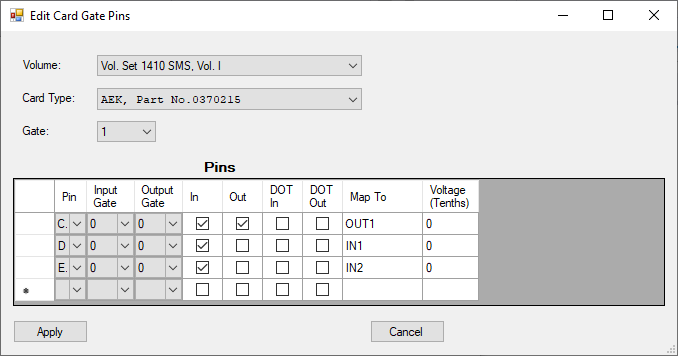 Edit Card Gate Pins
Volume: Vol. Set 1410 SMS, Vol. I
Card Type: AEK, Part No.0370215
Gate: 1
Pins
Pin Input Gate Output Gate In Out DOT In DOT Out Map To Voltage (Tenths)
C. 0 0 OUT1 0
D 0 0 IN1 0
E. 0 0 IN2 0
Apply Cancel